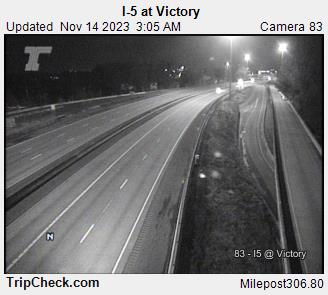 I-5 at Victory
Updated Nov 14 2023 3:05 AM Camera 83
T
N
83 - I5 @ Victory
TripCheck.com Milepost306.80